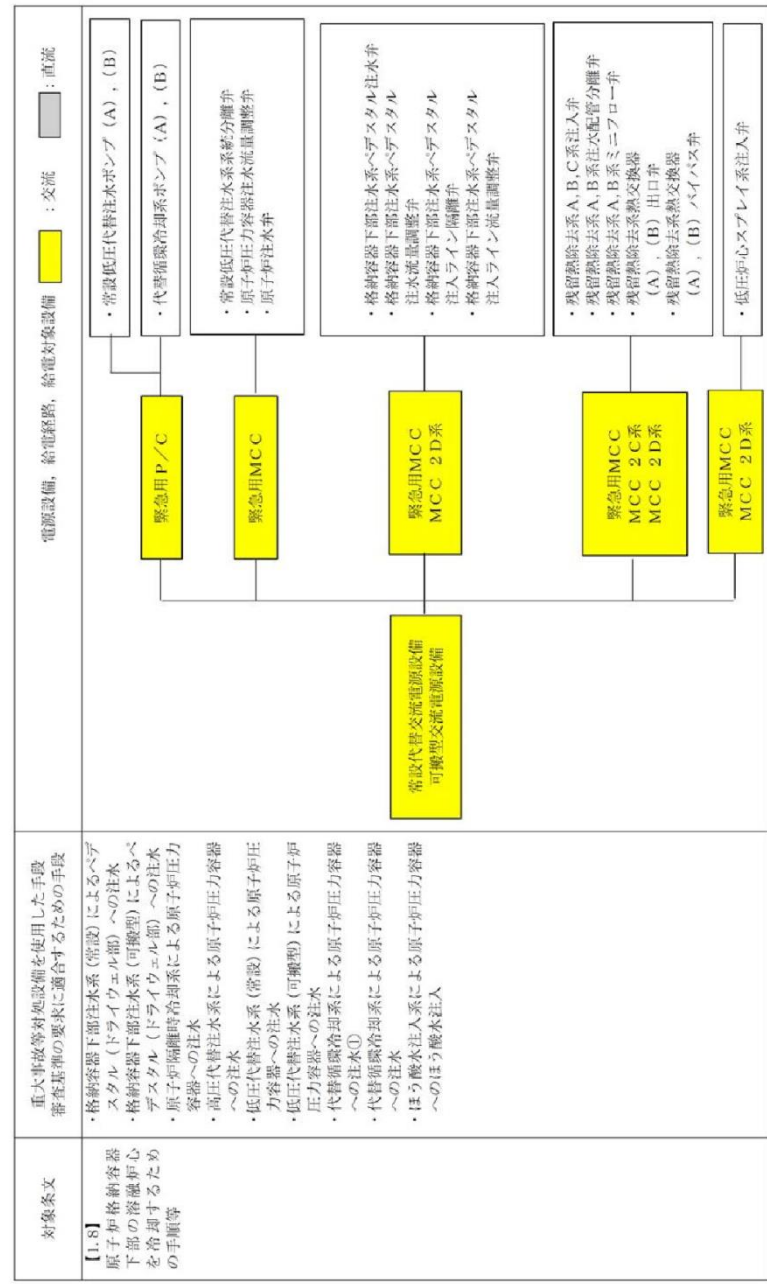 対象条文
重大事故等対処設備を使用した手段
審査基準の要求に適合するための手段
電源設備,給電経路,給電対象設備
:交流
:直流
【1.8】
原子炉格納容器
下部の溶融炉心
を冷却するため
の手順等
・格納容器下部注水系(常設)によるペデ
スタル(ドライウェル部)への注水
・格納容器下部注水系(可搬型)によるペ
デスタル(ドライウェル部)への注水
・原子炉隔離時冷却系による原子炉圧力
容器への注水
・高圧代替注水系による原子炉圧力容器
への注水
・低圧代替注水系(常設)による原子炉圧
力容器への注水
・低圧代替注水系(可搬型)による原子炉
圧力容器への注水
・代替循環冷却系による原子炉圧力容器
への注水①
・代替循環冷却系による原子炉圧力容器
への注水
・ほう酸水注入系による原子炉圧力容器
へのほう酸水注入
常設代替交流電源設備
可搬型交流電源設備
緊急用P/C
・常設低圧代替注水ポンプ(A),(B)
・代替循環冷却系ポンプ(A),(B)
緊急用MCC
・常設低圧代替注水系系統分離弁
・原子炉圧力容器注水流量調整弁
・原子炉注水弁
緊急用MCC
MCC 2D系
・格納容器下部注水系ペデスタル注水弁
・格納容器下部注水系ペデスタル
注水流量調整弁
・格納容器下部注水系ペデスタル
注入ライン隔離弁
・格納容器下部注水系ペデスタル
注入ライン流量調整弁
緊急用MCC
MCC 2C系
MCC 2D系
・残留熱除去系A,B,C系注入弁
・残留熱除去系A,B系注水配管分離弁
・残留熱除去系A,B系ミニフロー弁
・残留熱除去系熱交換器
(A),(B)出口弁
・残留熱除去系熱交換器
(A),(B)バイパス弁
緊急用MCC
MCC 2D系
・低圧炉心スプレイ系注入弁